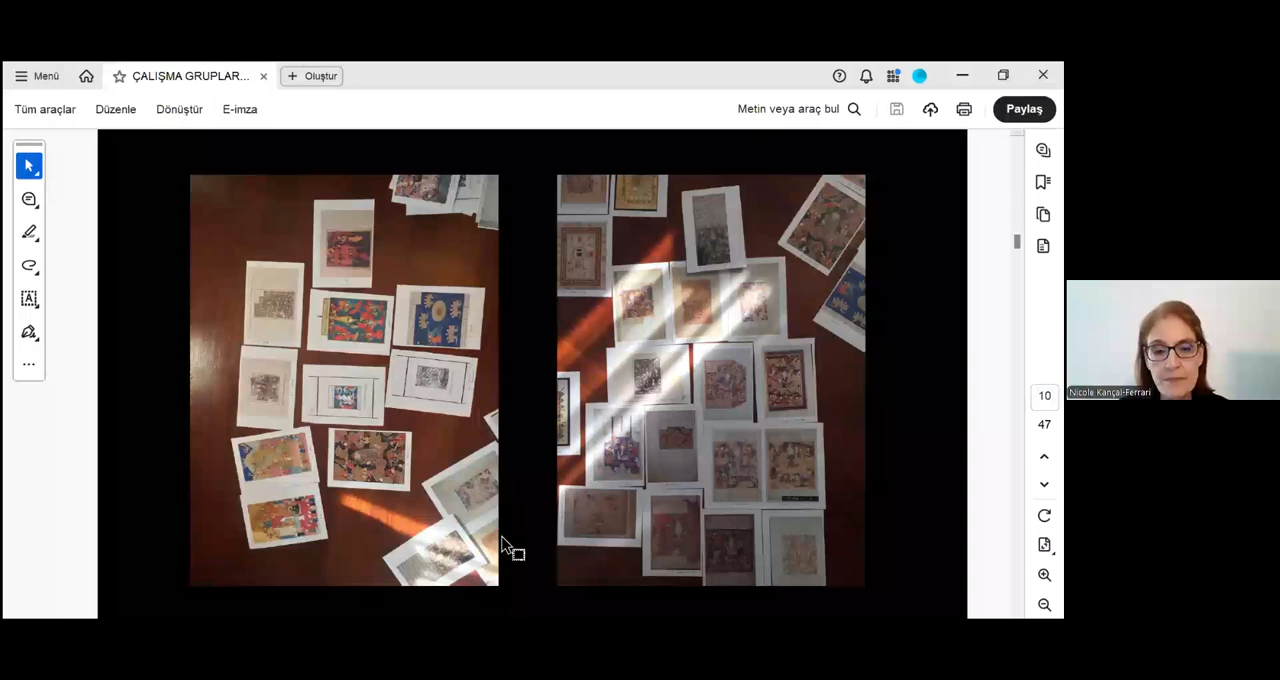 Menü
ÇALIŞMA GRUPLAR...
Oluştur
Tüm araçlar
Düzenle
Dönüştür
E-imza
Metin veya araç bul
Paylaş
10
47
Nicole Kançal-Ferrari